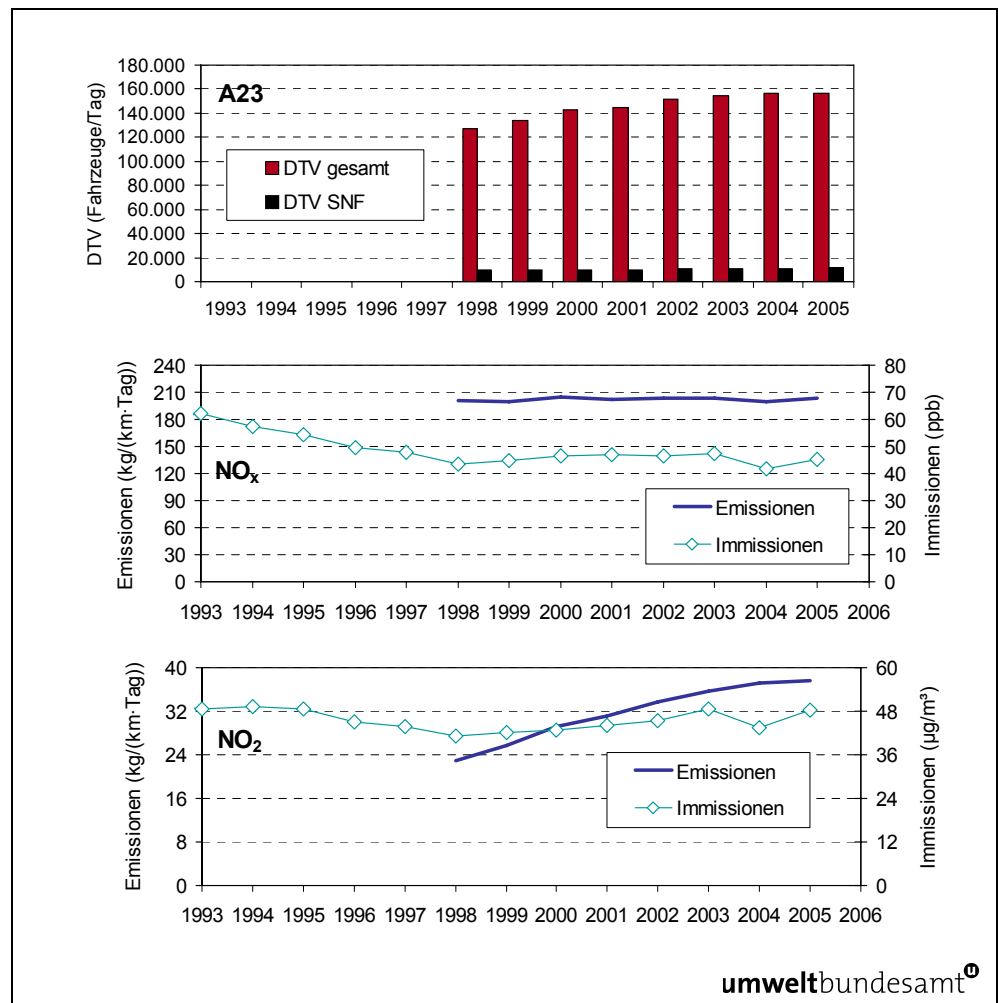 A23
DTV (Fahrzeuge/Tag)
180.000
160.000
140.000
120.000
100.000
80.000
60.000
40.000
20.000
0
DTV gesamt
DTV SNF
1993 1994 1995 1996 1997 1998 1999 2000 2001 2002 2003 2004 2005
NOx
Emissionen (kg/(km·Tag))
240
210
180
150
120
90
60
30
0
Emissionen
Immissionen
80
70
60
50
40
30
20
10
0
Immissionen (ppb)
1993 1994 1995 1996 1997 1998 1999 2000 2001 2002 2003 2004 2005 2006
NO2
Emissionen (kg/(km·Tag))
40
32
24
16
8
0
Emissionen
Immissionen
60
48
36
24
12
0
Immissionen (µg/m³)
1993 1994 1995 1996 1997 1998 1999 2000 2001 2002 2003 2004 2005 2006
umweltbundesamt
u